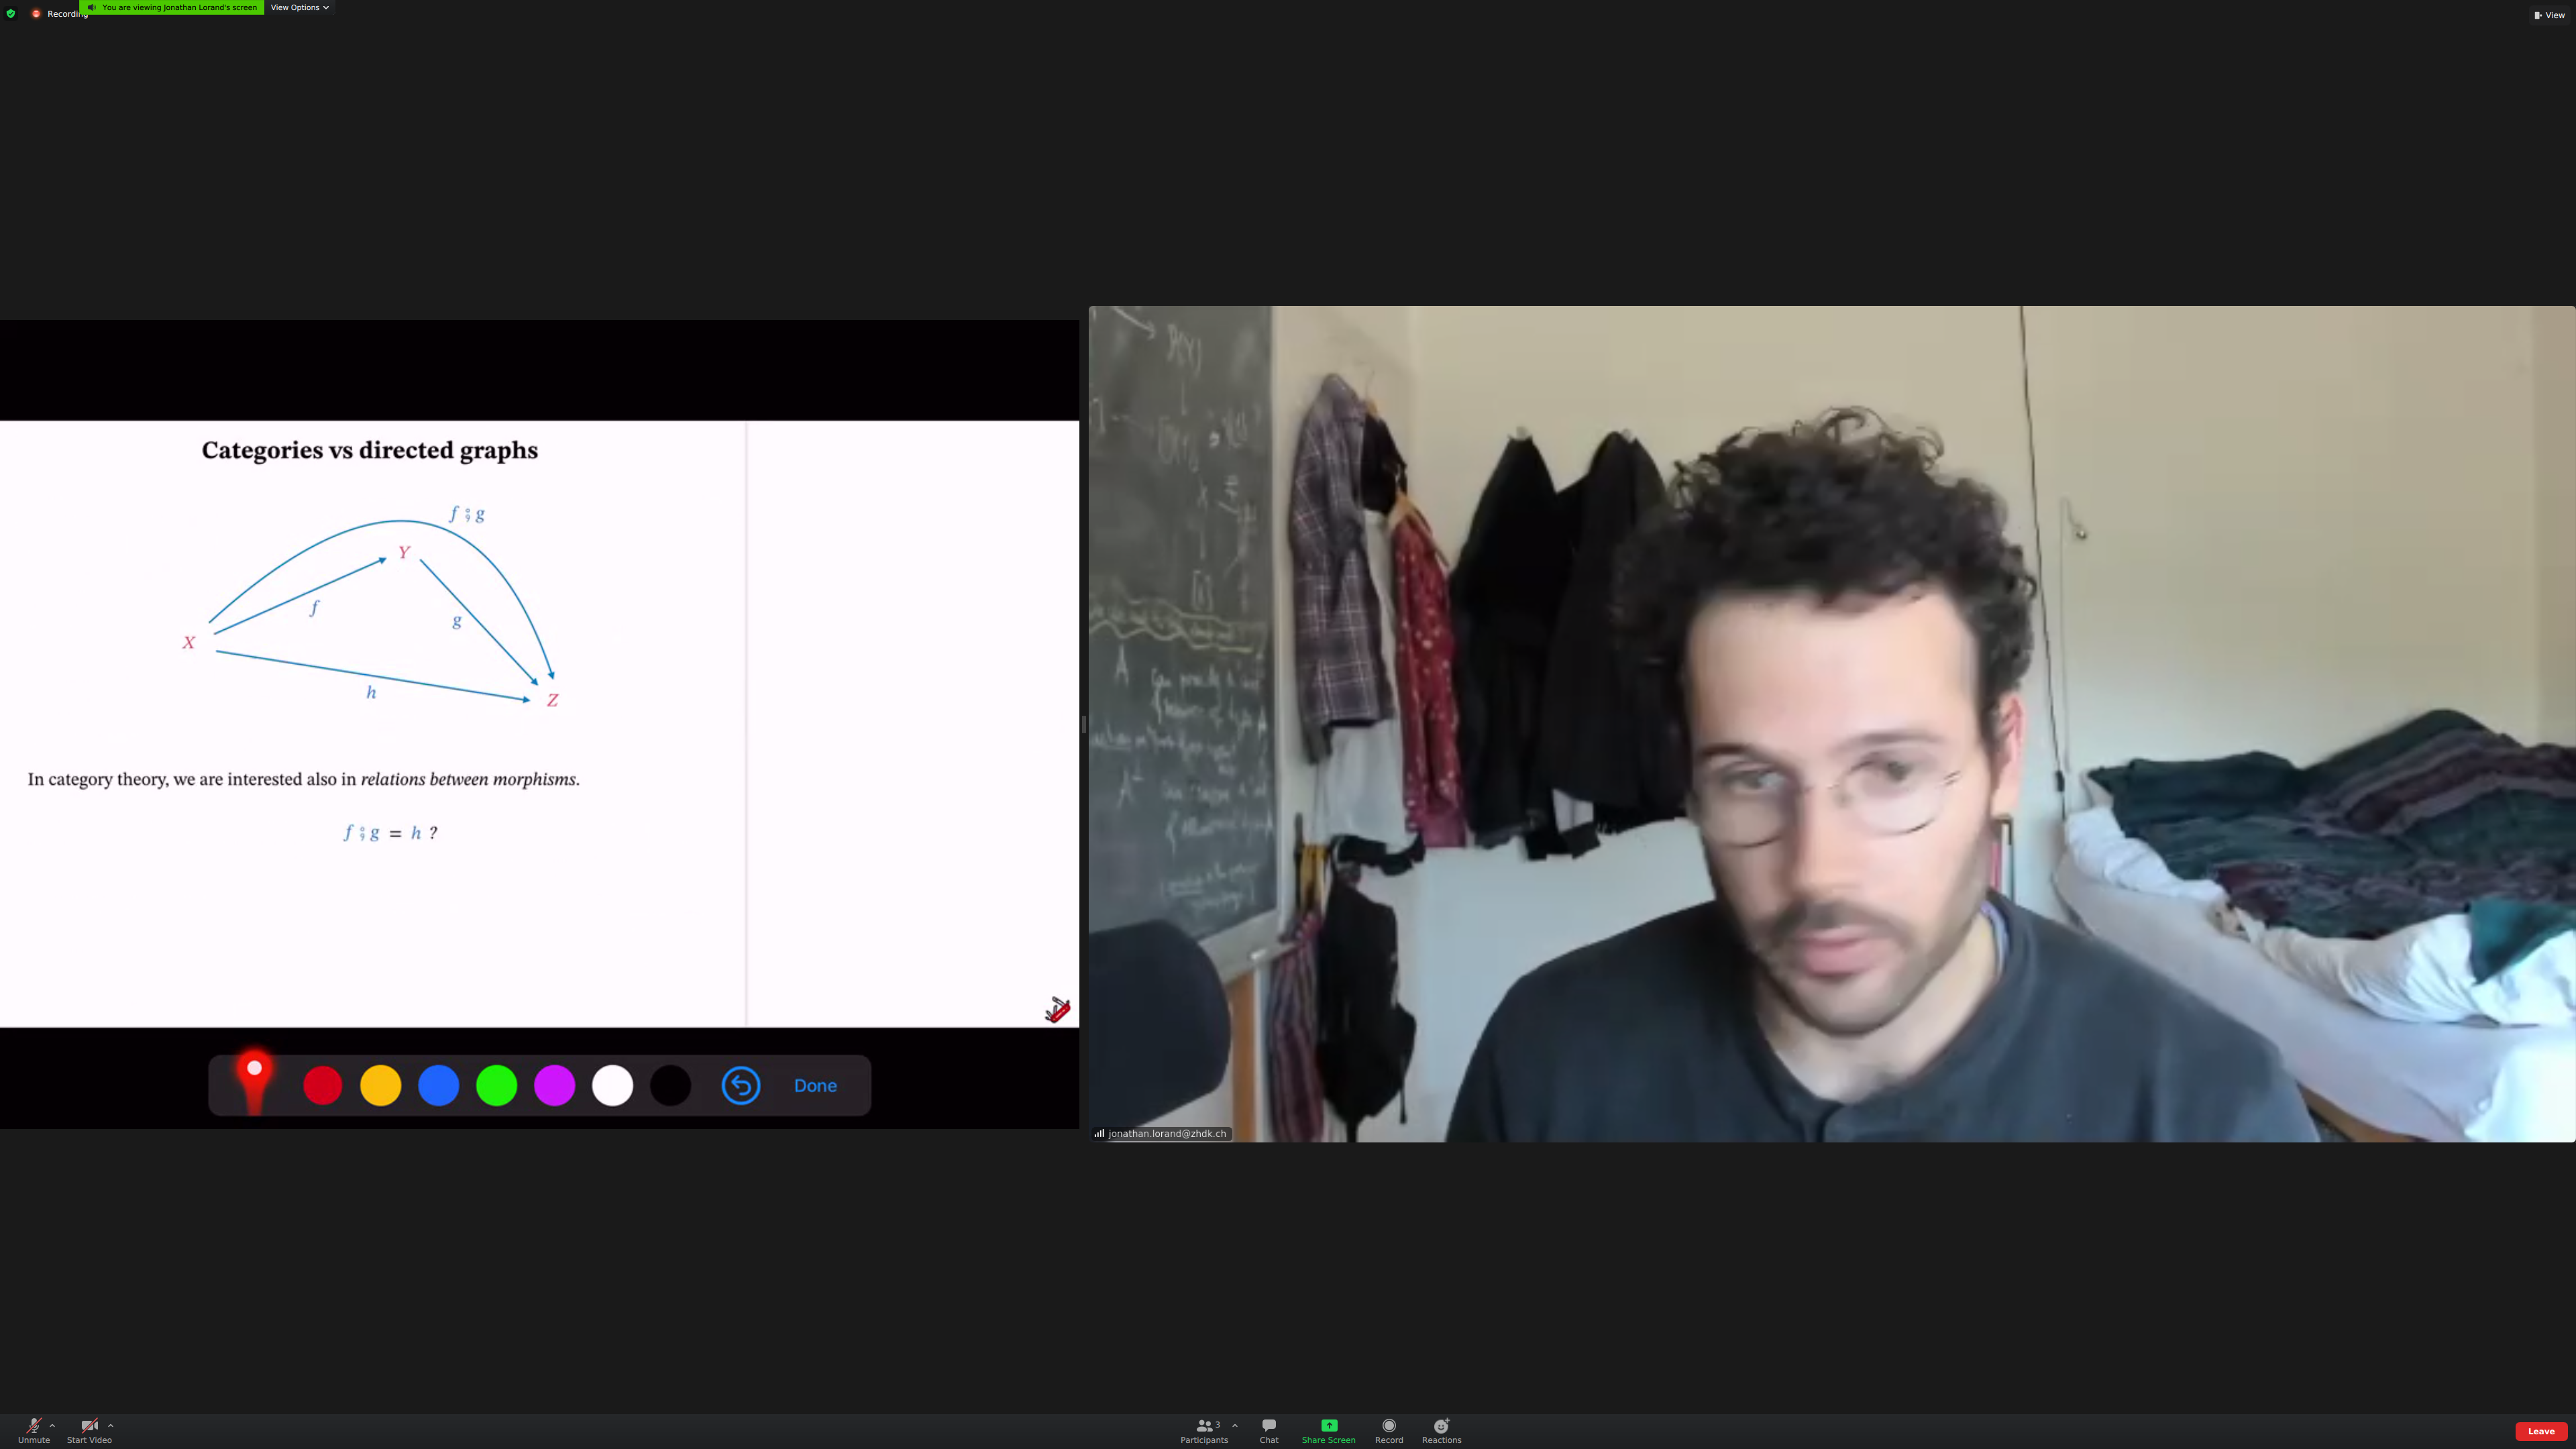 Recording
You are viewing Jonathan Lorand's screen
View Options
View
Categories vs directed graphs
f ⨟ g
Y
f
g
X
h
Z
In category theory, we are interested also in relations between morphisms.
f ⨟ g = h ?
Done
P(Y)
A
jonathan.lorand@zhdk.ch
Unmute
Start Video
3
Participants
Chat
Share Screen
Record
Reactions
Leave